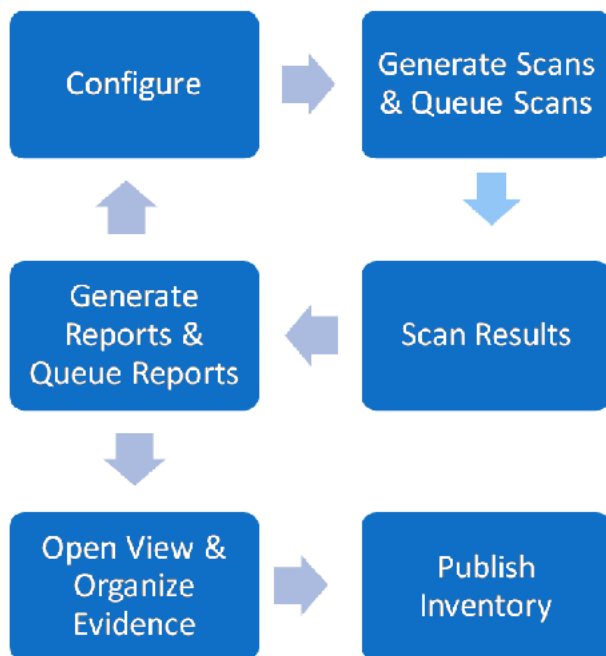 Configure
Generate Scans
& Queue Scans
Generate
Reports &
Queue Reports
Scan Results
Open View &
Organize
Evidence
Publish
Inventory